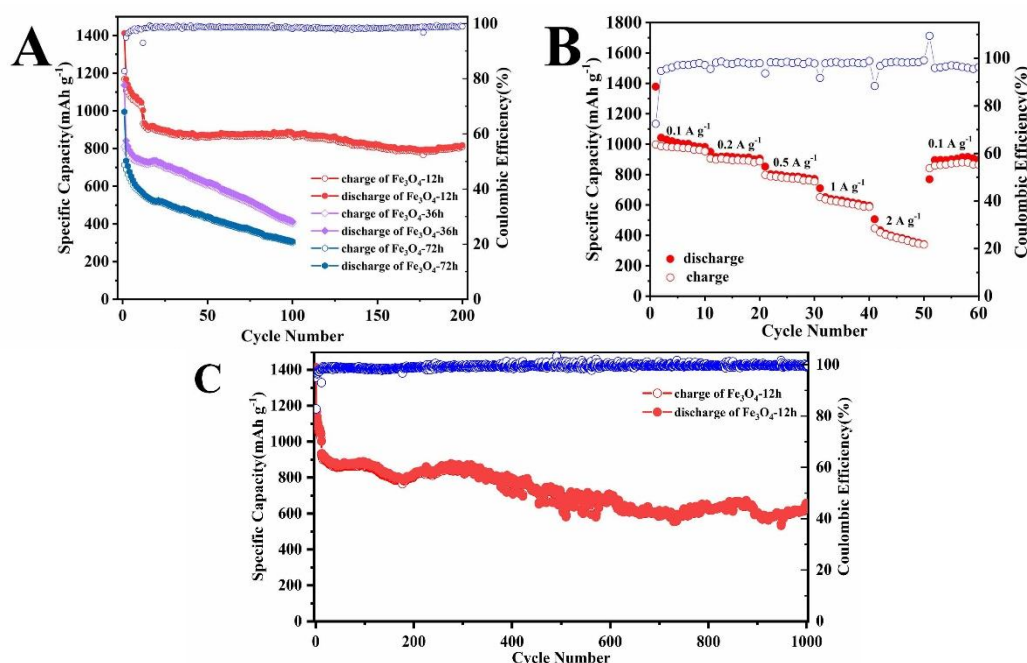 A
Specific Capacity(mAh g⁻¹)
1400
1200
1000
800
600
400
200
0
charge of Fe₃O₄-12h
discharge of Fe₃O₄-12h
charge of Fe₃O₄-36h
discharge of Fe₃O₄-36h
charge of Fe₃O₄-72h
discharge of Fe₃O₄-72h
100
80
60
40
20
0
Coulombic Efficiency(%)
0 50 100 150 200
Cycle Number
B
Specific Capacity(mAh g⁻¹)
1800
1600
1400
1200
1000
800
600
400
200
0
0.1 A g⁻¹
0.2 A g⁻¹
0.5 A g⁻¹
1 A g⁻¹
2 A g⁻¹
0.1 A g⁻¹
discharge
charge
100
80
60
40
20
0
Coulombic Efficiency(%)
0 10 20 30 40 50 60
Cycle Number
C
Specific Capacity(mAh g⁻¹)
1400
1200
1000
800
600
400
200
0
charge of Fe₃O₄-12h
discharge of Fe₃O₄-12h
100
80
60
40
20
0
Coulombic Efficiency(%)
0 200 400 600 800 1000
Cycle Number